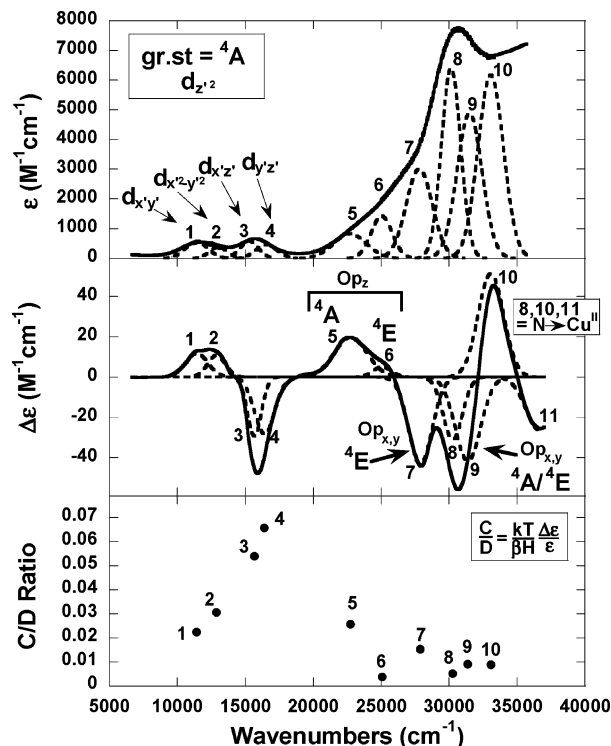 8000
7000
6000
5000
4000
3000
2000
1000
0
ε (M⁻¹cm⁻¹)
gr.st = ⁴A
d_z'²
d_x'y'
d_x'²-y'²
d_x'z'
d_y'z'
1
2
3
4
5
6
7
8
9
10
40
20
0
-20
-40
Δε (M⁻¹cm⁻¹)
Op_z
⁴A
⁴E
1
2
3
4
5
6
10
8,10,11
= N→Cu^II
Op_x,y
⁴E
7
8
9
Op_x,y
⁴A/⁴E
11
0.07
0.06
0.05
0.04
0.03
0.02
0.01
0
C/D Ratio
C/D = kT/βH Δε/ε
1
2
3
4
5
6
7
8
9
10
5000 10000 15000 20000 25000 30000 35000 40000
Wavenumbers (cm⁻¹)